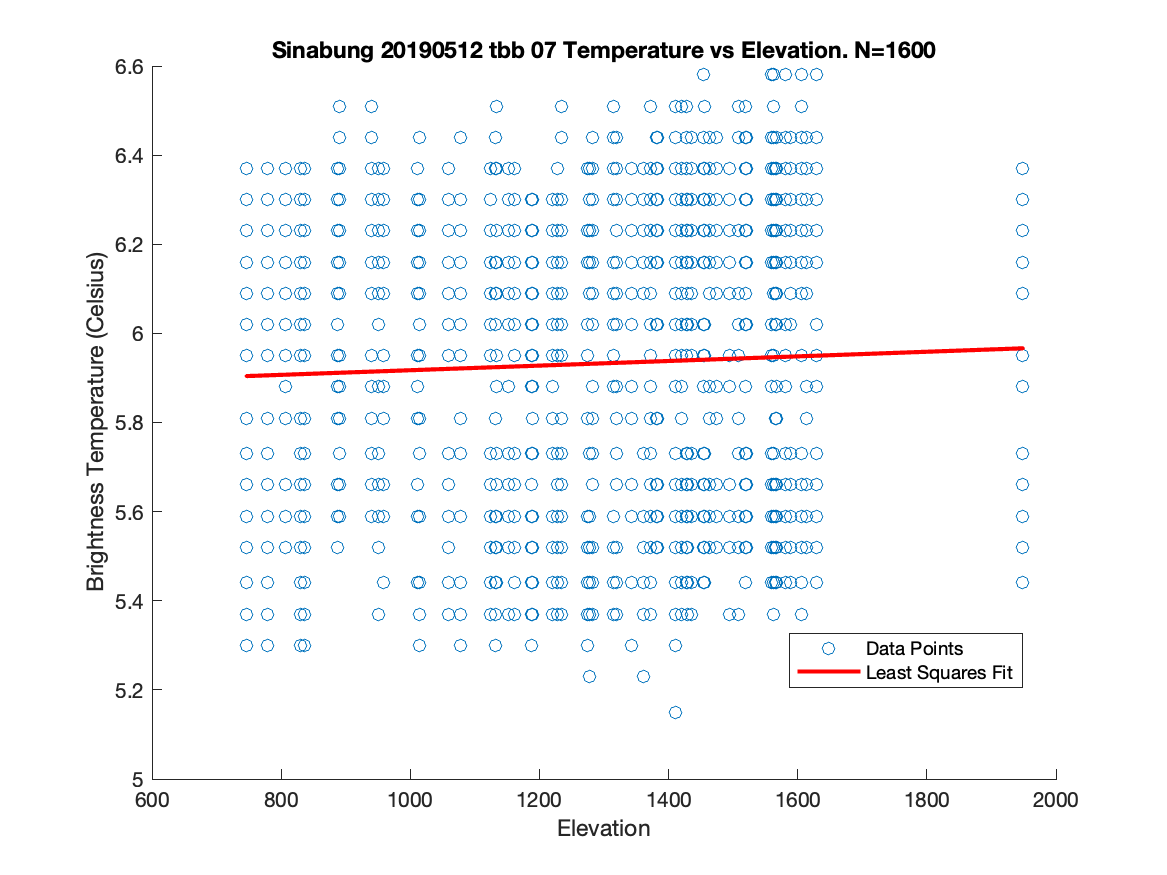 Sinabung 20190512 tbb 07 Temperature vs Elevation. N=1600
6.6
6.4
6.2
6
5.8
5.6
5.4
5.2
5
Brightness Temperature (Celsius)
Data Points
Least Squares Fit
600 800 1000 1200 1400 1600 1800 2000
Elevation